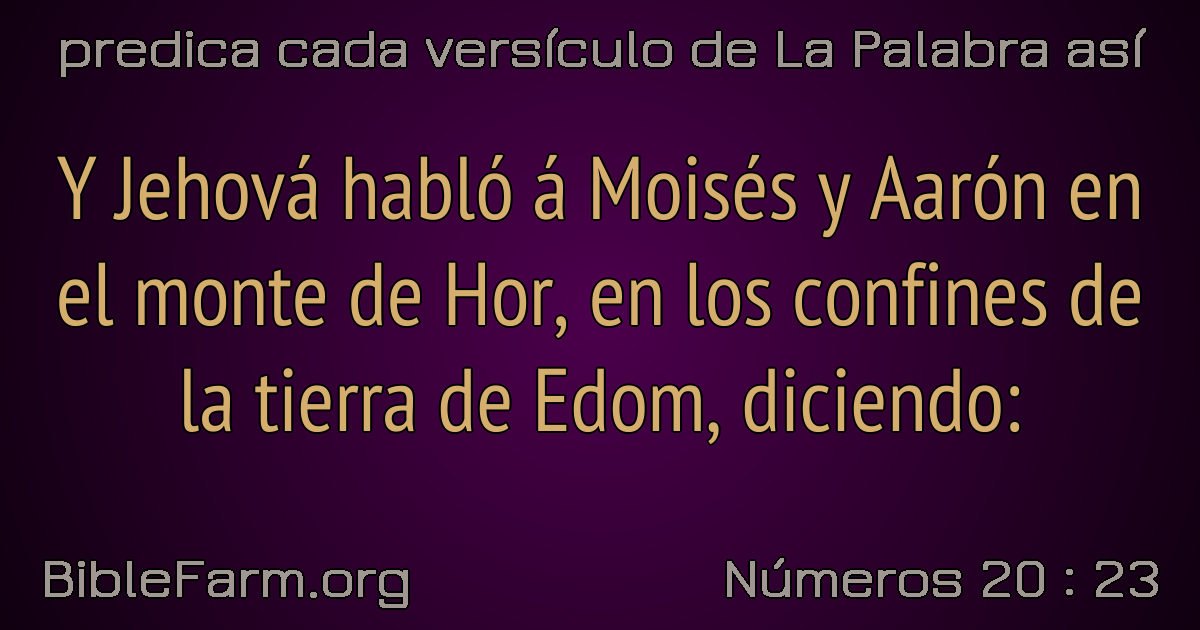 predica cada versículo de La Palabra así
Y Jehová habló á Moisés y Aarón en
el monte de Hor, en los confines de
la tierra de Edom, diciendo:
BibleFarm.org
Números 20 : 23